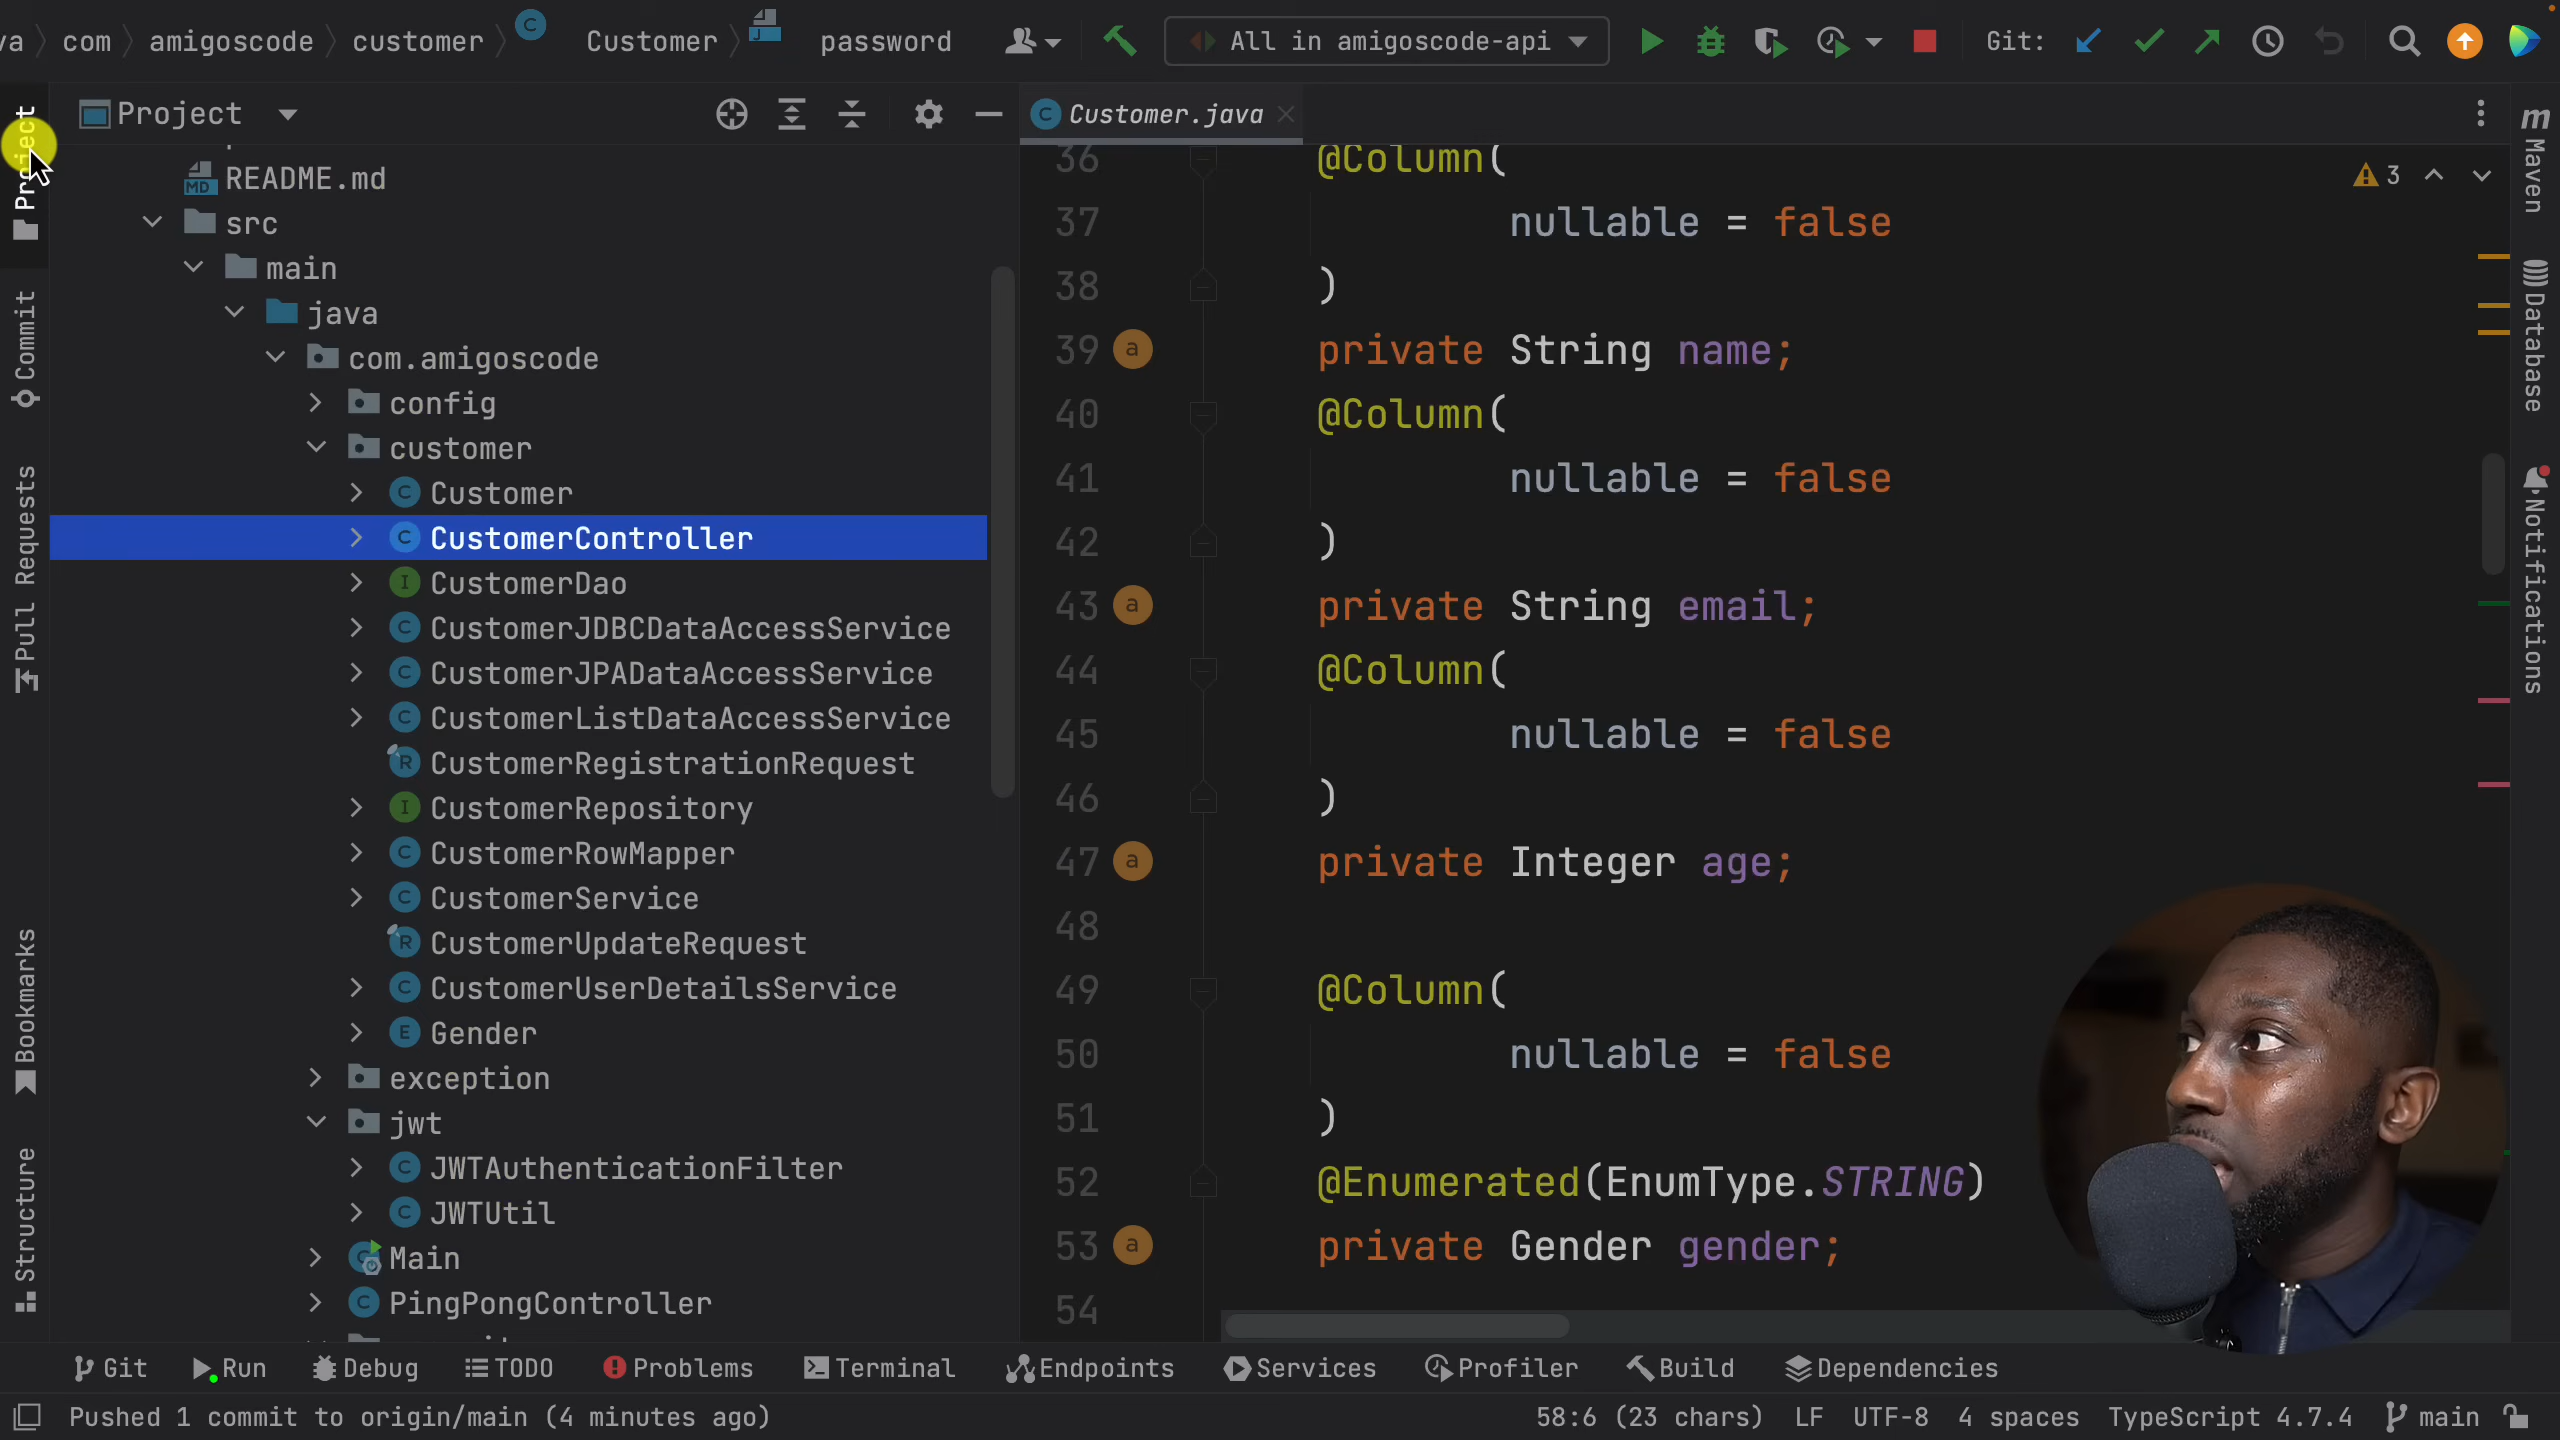 va com amigoscode customer Customer password All in amigoscode-api Git:
Project
Customer.java
README.md
src
main
java
com.amigoscode
config
customer
Customer
CustomerController
CustomerDao
CustomerJDBCDataAccessService
CustomerJPADataAccessService
CustomerListDataAccessService
CustomerRegistrationRequest
CustomerRepository
CustomerRowMapper
CustomerService
CustomerUpdateRequest
CustomerUserDetailsService
Gender
exception
jwt
JWTAuthenticationFilter
JWTUtil
Main
PingPongController
36 @Column(
37 nullable = false
38 )
39 private String name;
40 @Column(
41 nullable = false
42 )
43 private String email;
44 @Column(
45 nullable = false
46 )
47 private Integer age;
48
49 @Column(
50 nullable = false
51 )
52 @Enumerated(EnumType.STRING)
53 private Gender gender;
54
3
Project
Commit
Pull Requests
Bookmarks
Structure
Maven
Database
Notifications
Git Run Debug TODO Problems Terminal Endpoints Services Profiler Build Dependencies
Pushed 1 commit to origin/main (4 minutes ago) 58:6 (23 chars) LF UTF-8 4 spaces TypeScript 4.7.4 main